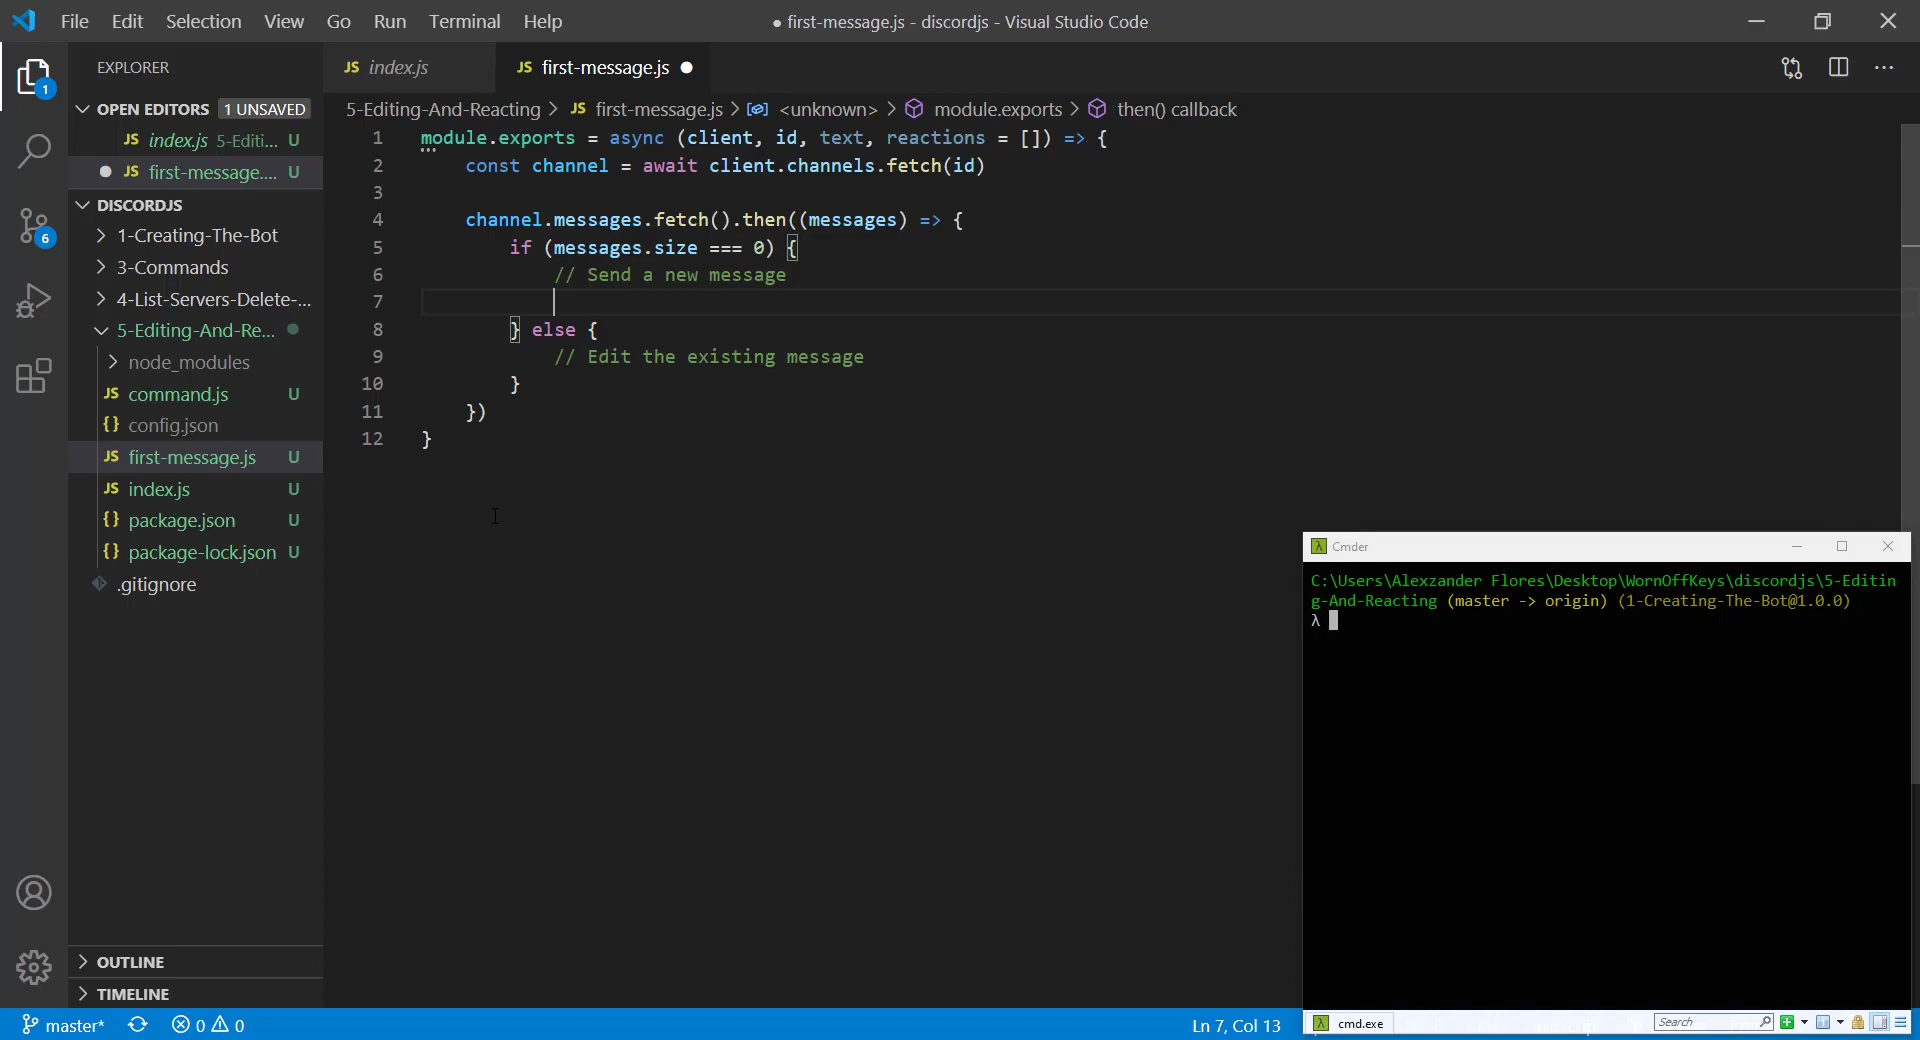 File Edit Selection View Go Run Terminal Help
● first-message.js - discordjs - Visual Studio Code
EXPLORER
JS index.js
JS first-message.js ●
OPEN EDITORS 1 UNSAVED
JS index.js 5-Editi... U
JS first-message.... U
DISCORDJS
1-Creating-The-Bot
3-Commands
4-List-Servers-Delete-...
5-Editing-And-Re...
node_modules
JS command.js U
{} config.json
JS first-message.js U
JS index.js U
{} package.json U
{} package-lock.json U
.gitignore
OUTLINE
TIMELINE
1
6
5-Editing-And-Reacting > JS first-message.js > <unknown> > module.exports > then() callback
1 module.exports = async (client, id, text, reactions = []) => {
2 const channel = await client.channels.fetch(id)
3
4 channel.messages.fetch().then((messages) => {
5 if (messages.size === 0) {
6 // Send a new message
7
8 } else {
9 // Edit the existing message
10 }
11 })
12 }
Cmder
C:\Users\Alexzander Flores\Desktop\WornOffKeys\discordjs\5-Editin
g-And-Reacting (master -> origin) (1-Creating-The-Bot@1.0.0)
λ
cmd.exe
Search
master* 0 0
Ln 7, Col 13